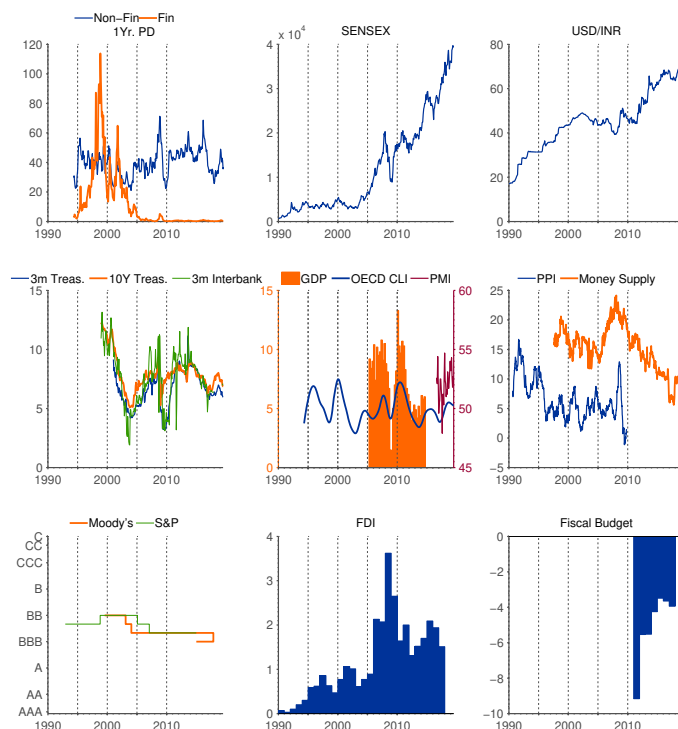 Non-Fin Fin
1Yr. PD
120
100
80
60
40
20
0
1990 2000 2010
SENSEX
x 10^4
4
3
2
1
0
1990 2000 2010
USD/INR
80
60
40
20
0
1990 2000 2010
3m Treas. 10Y Treas. 3m Interbank
15
10
5
0
1990 2000 2010
GDP OECD CLI PMI
15
10
5
0
60
55
50
45
1990 2000 2010
PPI Money Supply
25
20
15
10
5
0
−5
1990 2000 2010
Moody's S&P
C
CC
CCC
B
BB
BBB
A
AA
AAA
1990 2000 2010
FDI
4
3
2
1
0
1990 2000 2010
Fiscal Budget
0
−2
−4
−6
−8
−10
1990 2000 2010